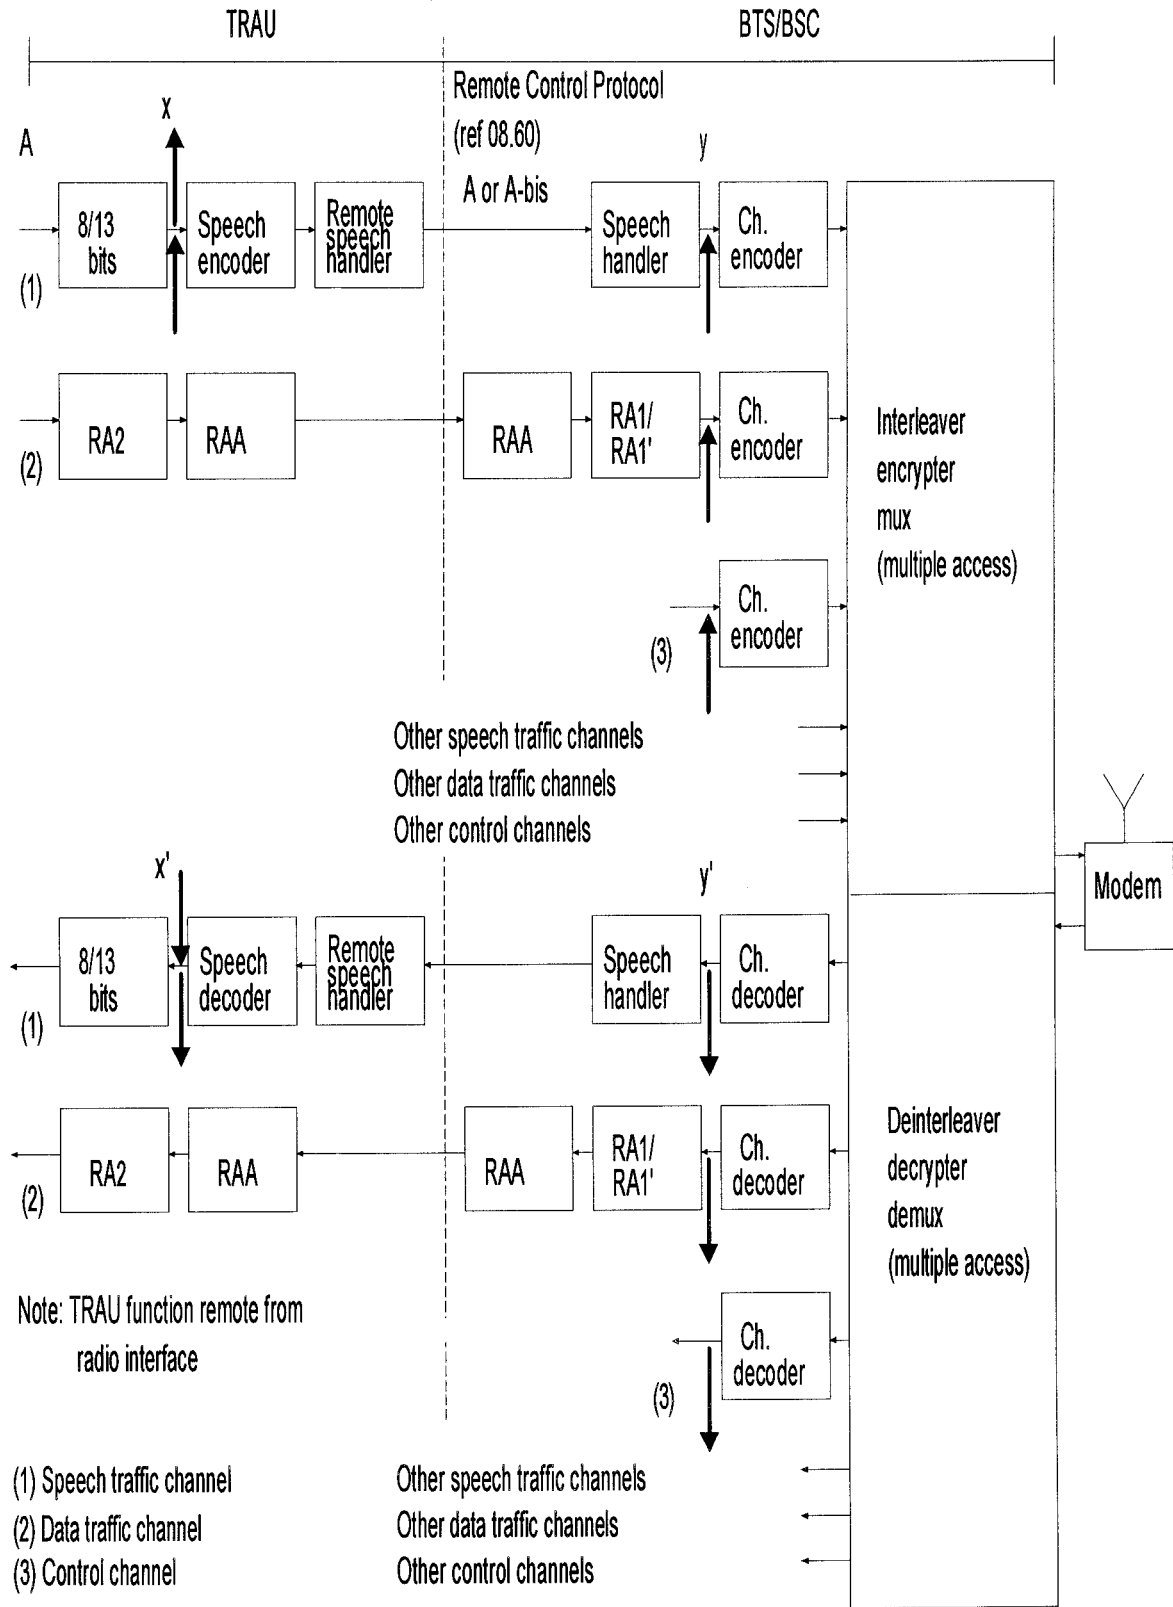 TRAU
BTS/BSC
Remote Control Protocol
(ref 08.60)
A or A-bis
x
y
A
8/13
bits
Speech
encoder
Remote
speech
handler
Speech
handler
Ch.
encoder
(1)
RA2
RAA
RAA
RA1/
RA1'
Ch.
encoder
(2)
Ch.
encoder
(3)
Interleaver
encrypter
mux
(multiple access)
Other speech traffic channels
Other data traffic channels
Other control channels
Modem
x'
y'
8/13
bits
Speech
decoder
Remote
speech
handler
Speech
handler
Ch.
decoder
(1)
RA2
RAA
RAA
RA1/
RA1'
Ch.
decoder
(2)
Ch.
decoder
(3)
Deinterleaver
decrypter
demux
(multiple access)
Note: TRAU function remote from
radio interface
(1) Speech traffic channel
(2) Data traffic channel
(3) Control channel
Other speech traffic channels
Other data traffic channels
Other control channels